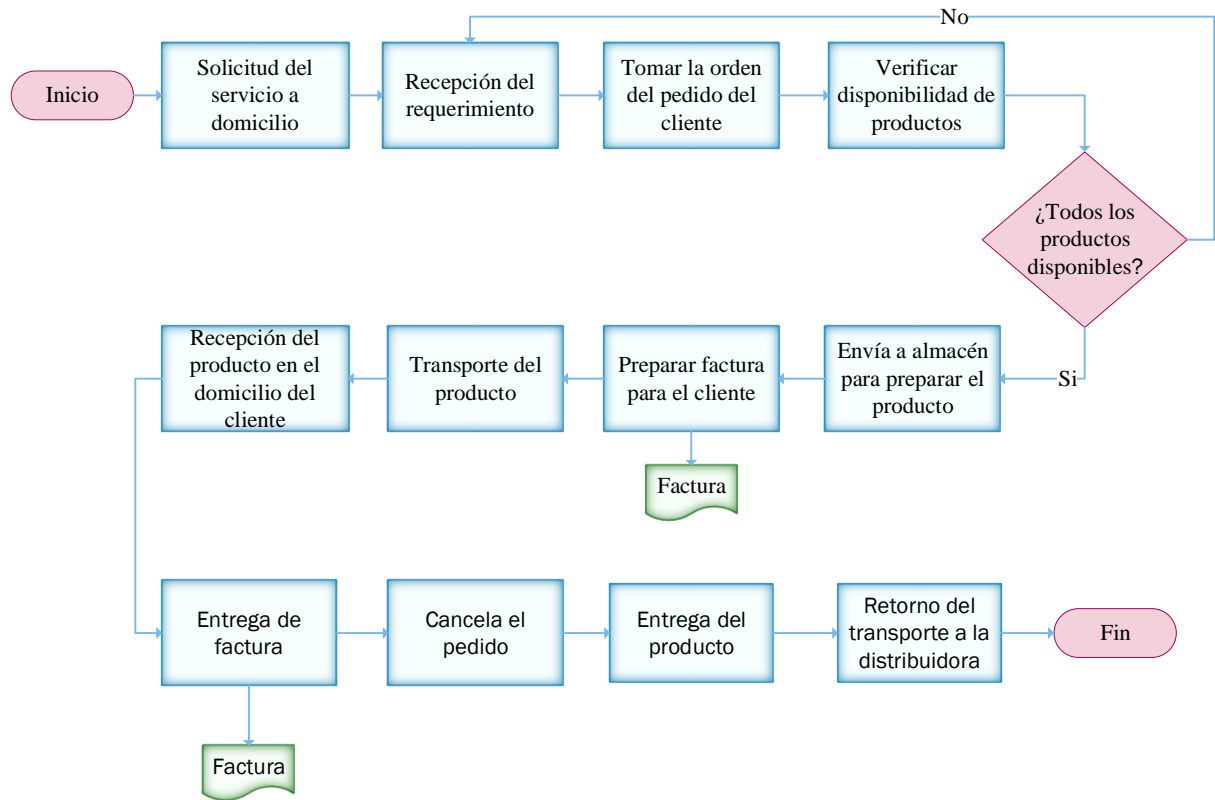 No
Inicio
Solicitud del
servicio a
domicilio
Recepción del
requerimiento
Tomar la orden
del pedido del
cliente
Verificar
disponibilidad de
productos
¿Todos los
productos
disponibles?
Si
Envía a almacén
para preparar el
producto
Preparar factura
para el cliente
Factura
Transporte del
producto
Recepción del
producto en el
domicilio del
cliente
Entrega de
factura
Factura
Cancela el
pedido
Entrega del
producto
Retorno del
transporte a la
distribuidora
Fin